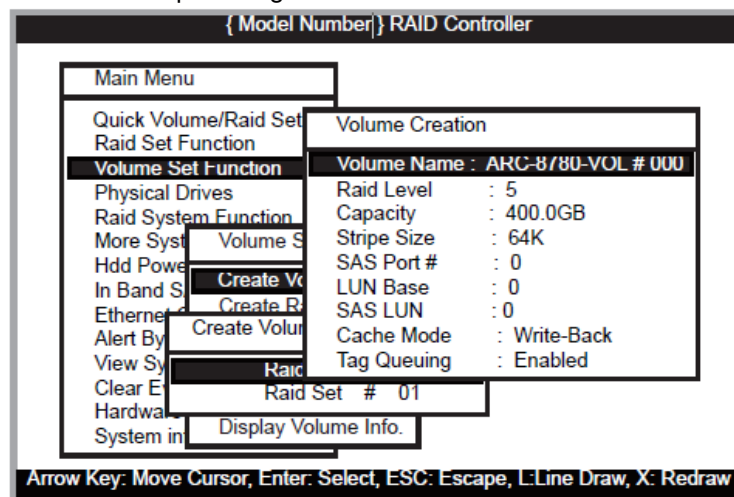 { Model Number } RAID Controller
Main Menu
Quick Volume/Raid Set
Raid Set Function
Volume Set Function
Physical Drives
Raid System Function
More Syst
Hdd Powe
In Band S
Ethernet
Alert By
View Sy
Clear E
Hardwa
System in
Volume S
Create Vo
Create Ra
Display Volume Info.
Create Volum
Raid
Raid Set # 01
Volume Creation
Volume Name : ARC-8780-VOL # 000
Raid Level : 5
Capacity : 400.0GB
Stripe Size : 64K
SAS Port # : 0
LUN Base : 0
SAS LUN : 0
Cache Mode : Write-Back
Tag Queuing : Enabled
Arrow Key: Move Cursor, Enter: Select, ESC: Escape, L:Line Draw, X: Redraw